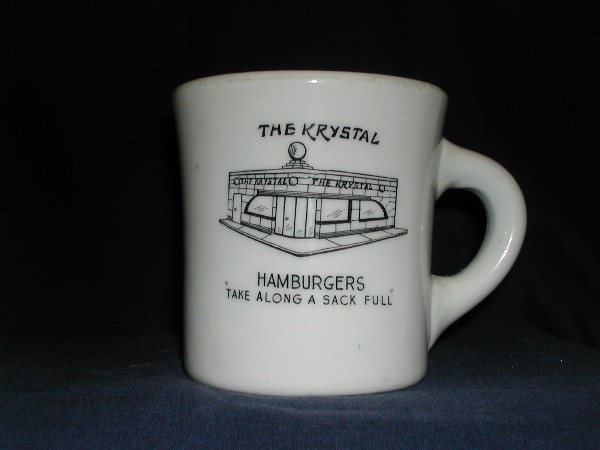 THE KRYSTAL
THE KRYSTAL THE KRYSTAL
HAMBURGERS
"TAKE ALONG A SACK FULL"